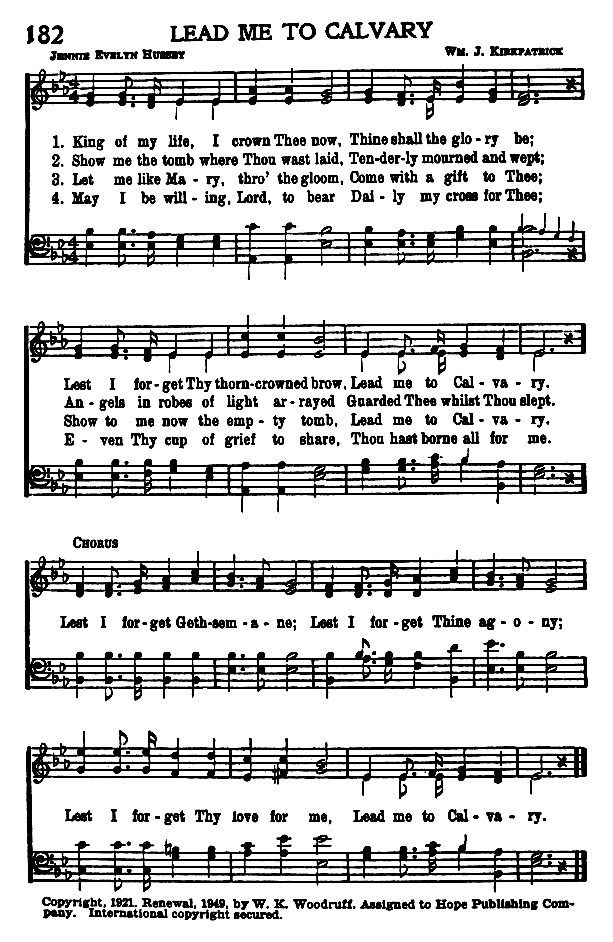 182 LEAD ME TO CALVARY
JENNIE EVELYN HUSSEY WM. J. KIRKPATRICK
1. King of my life, I crown Thee now, Thine shall the glo - ry be;
2. Show me the tomb where Thou wast laid, Ten-der-ly mourned and wept;
3. Let me like Ma - ry, thro' the gloom, Come with a gift to Thee;
4. May I be will - ing, Lord, to bear Dai - ly my cross for Thee;
Lest I for-get Thy thorn-crowned brow, Lead me to Cal - va - ry.
An - gels in robes of light ar - rayed Guarded Thee whilst Thou slept.
Show to me now the emp - ty tomb, Lead me to Cal - va - ry.
E - ven Thy cup of grief to share, Thou hast borne all for me.
CHORUS
Lest I for-get Geth-sem - a - ne; Lest I for-get Thine ag - o - ny;
Lest I for - get Thy love for me, Lead me to Cal - va - ry.
Copyright, 1921. Renewal, 1949, by W. K. Woodruff. Assigned to Hope Publishing Com-
pany. International copyright secured.